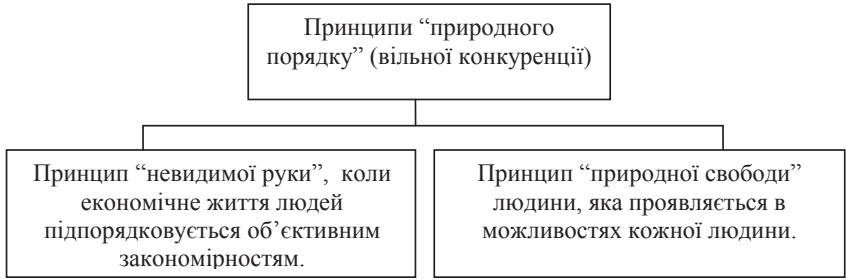 Принципи “природного
порядку” (вільної конкуренції)
Принцип “невидимої руки”, коли
економічне життя людей
підпорядковується об’єктивним
закономірностям.
Принцип “природної свободи”
людини, яка проявляється в
можливостях кожної людини.